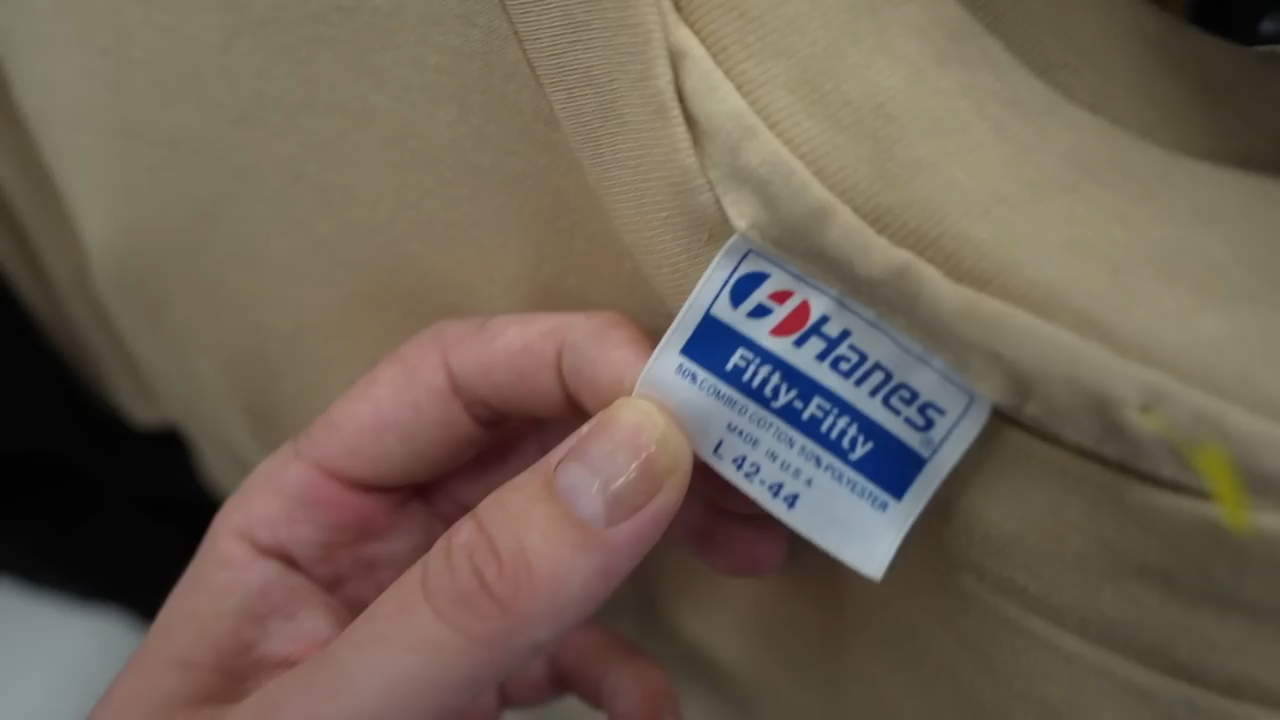 Hanes®
Fifty-Fifty
50% COMBED COTTON 50% POLYESTER
MADE IN U.S.A
L 42-44